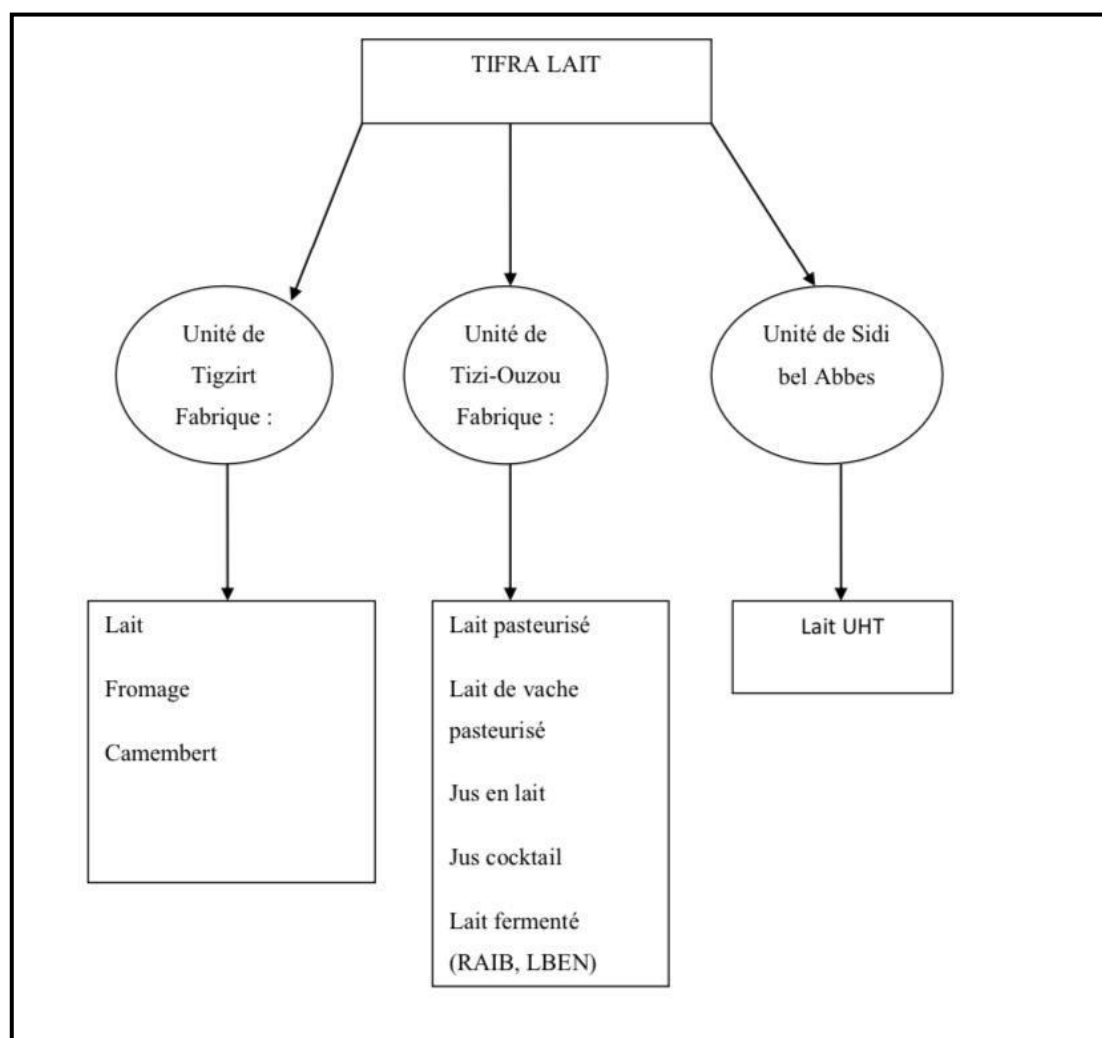 TIFRA LAIT
Unité de
Tigzirt
Fabrique :
Unité de
Tizi-Ouzou
Fabrique :
Unité de Sidi
bel Abbes
Lait
Fromage
Camembert
Lait pasteurisé
Lait de vache
pasteurisé
Jus en lait
Jus cocktail
Lait fermenté
(RAIB, LBEN)
Lait UHT